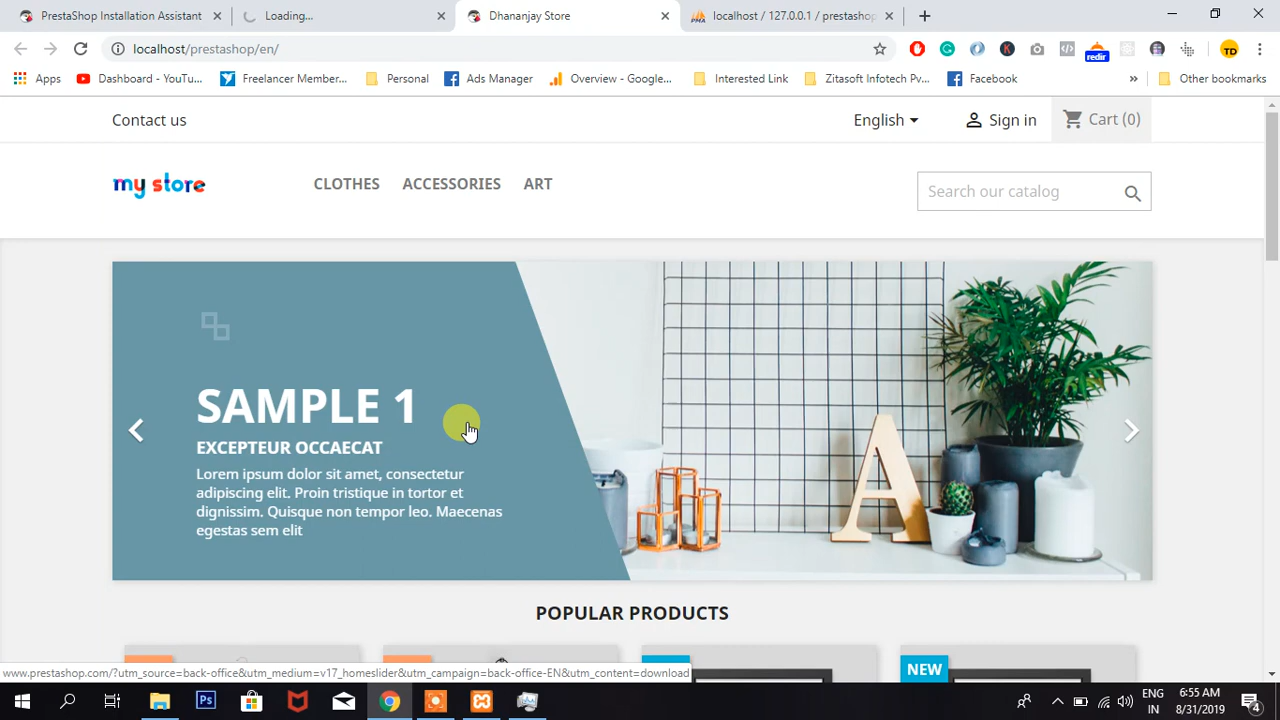 PrestaShop Installation Assistant
Loading...
Dhananjay Store
localhost / 127.0.0.1 / prestashop
localhost/prestashop/en/
Apps
Dashboard - YouTu...
Freelancer Member...
Personal
Ads Manager
Overview - Google...
Interested Link
Zitasoft Infotech Pv...
Facebook
Other bookmarks
redir
TD
Contact us
English
Sign in
Cart (0)
my store
CLOTHES
ACCESSORIES
ART
Search our catalog
SAMPLE 1
EXCEPTEUR OCCAECAT
Lorem ipsum dolor sit amet, consectetur
adipiscing elit. Proin tristique in tortor et
dignissim. Quisque non tempor leo. Maecenas
egestas sem elit
A
POPULAR PRODUCTS
NEW
www.prestashop.com/?utm_source=back-office&utm_medium=v17_homeslider&utm_campaign=back-office-EN&utm_content=download
ENG
IN
6:55 AM
8/31/2019
4